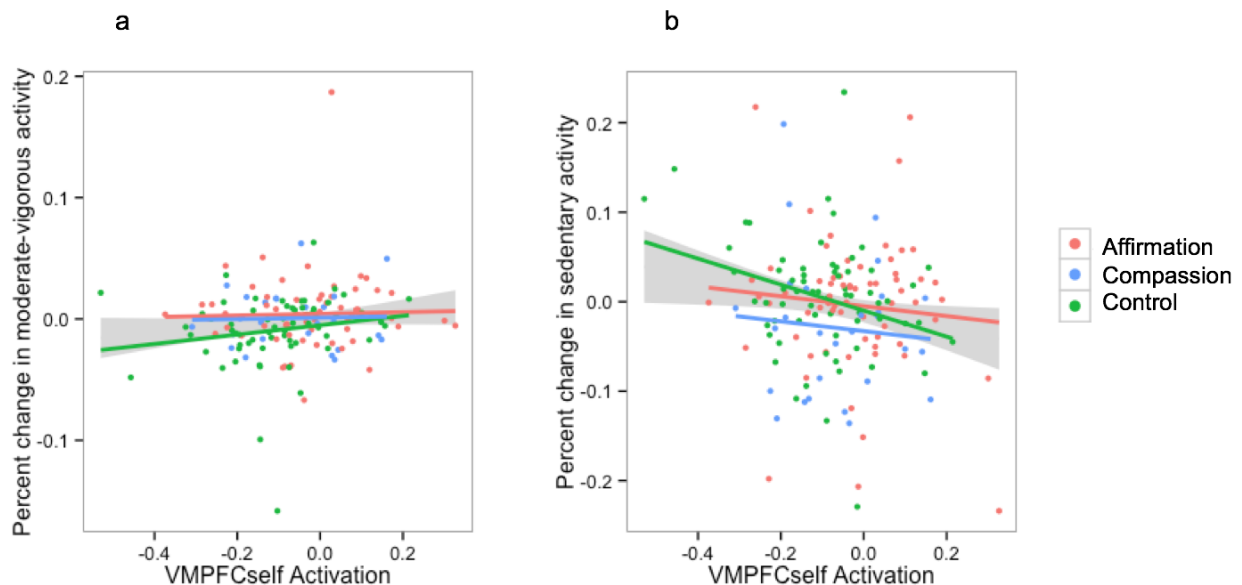 a
b
Percent change in moderate-vigorous activity
0.2
0.1
0.0
-0.1
-0.4
-0.2
0.0
0.2
VMPFCself Activation
Percent change in sedentary activity
0.2
0.1
0.0
-0.1
-0.2
-0.4
-0.2
0.0
0.2
VMPFCself Activation
Affirmation
Compassion
Control